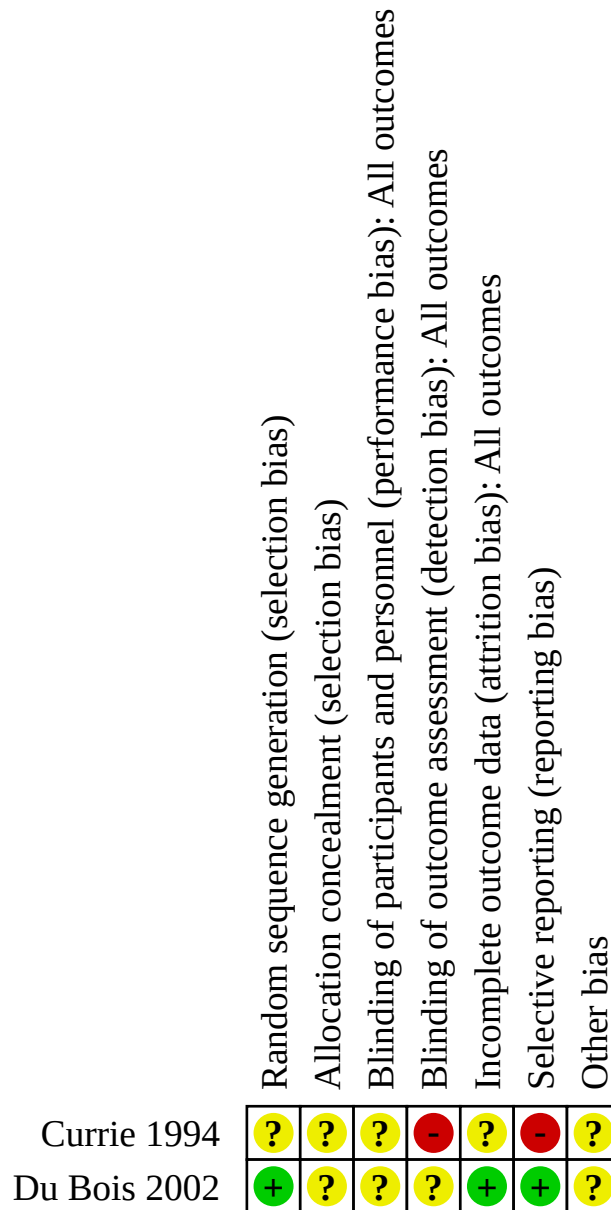 Random sequence generation (selection bias)
Allocation concealment (selection bias)
Blinding of participants and personnel (performance bias): All outcomes
Blinding of outcome assessment (detection bias): All outcomes
Incomplete outcome data (attrition bias): All outcomes
Selective reporting (reporting bias)
Other bias
Currie 1994 ? ? ? - ? - ?
Du Bois 2002 + ? ? ? + + ?